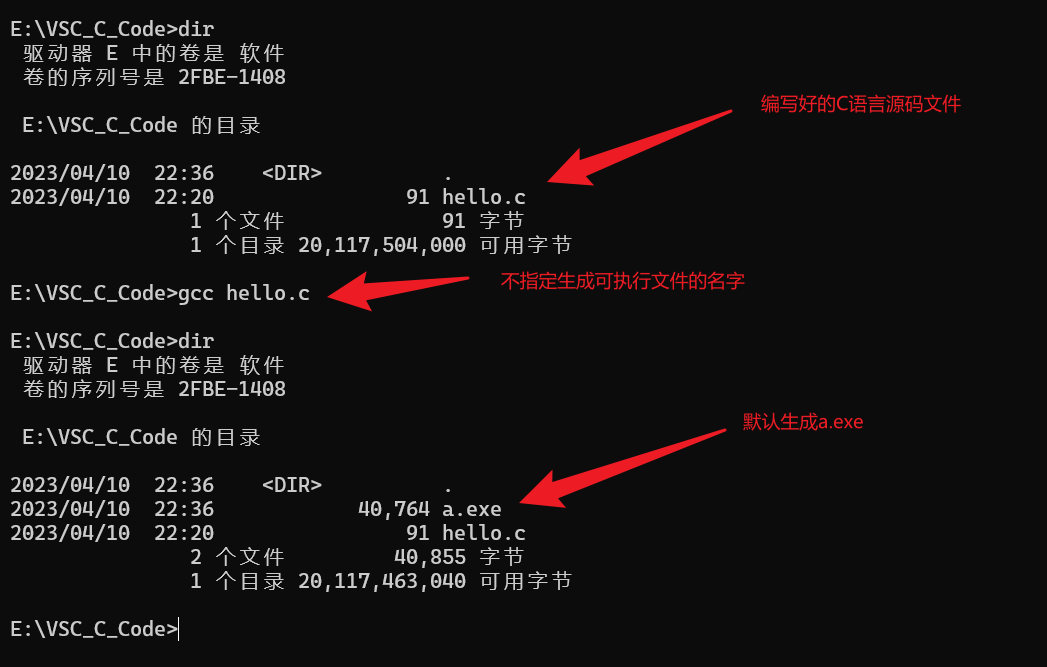 E:\VSC_C_Code>dir
驱动器 E 中的卷是 软件
卷的序列号是 2FBE-1408
编写好的C语言源码文件
E:\VSC_C_Code 的目录
2023/04/10 22:36 <DIR> .
2023/04/10 22:20 91 hello.c
1 个文件 91 字节
1 个目录 20,117,504,000 可用字节
不指定生成可执行文件的名字
E:\VSC_C_Code>gcc hello.c
E:\VSC_C_Code>dir
驱动器 E 中的卷是 软件
卷的序列号是 2FBE-1408
默认生成a.exe
E:\VSC_C_Code 的目录
2023/04/10 22:36 <DIR> .
2023/04/10 22:36 40,764 a.exe
2023/04/10 22:20 91 hello.c
2 个文件 40,855 字节
1 个目录 20,117,463,040 可用字节
E:\VSC_C_Code>